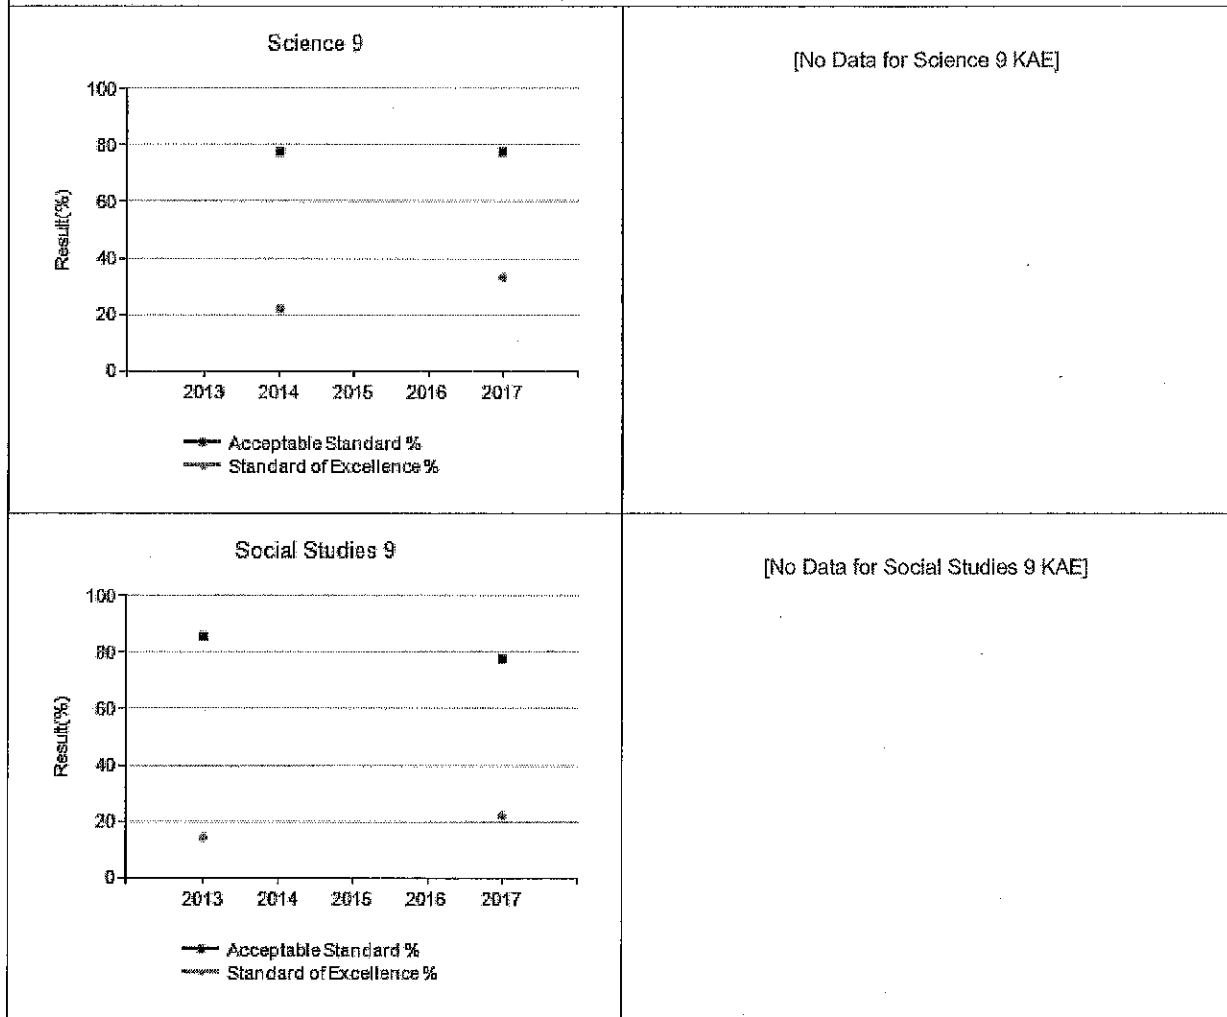 Science 9
100
80
60
40
20
0
Result(%)
2013 2014 2015 2016 2017
Acceptable Standard %
Standard of Excellence %
[No Data for Science 9 KAE]
Social Studies 9
100
80
60
40
20
0
Result(%)
2013 2014 2015 2016 2017
Acceptable Standard %
Standard of Excellence %
[No Data for Social Studies 9 KAE]